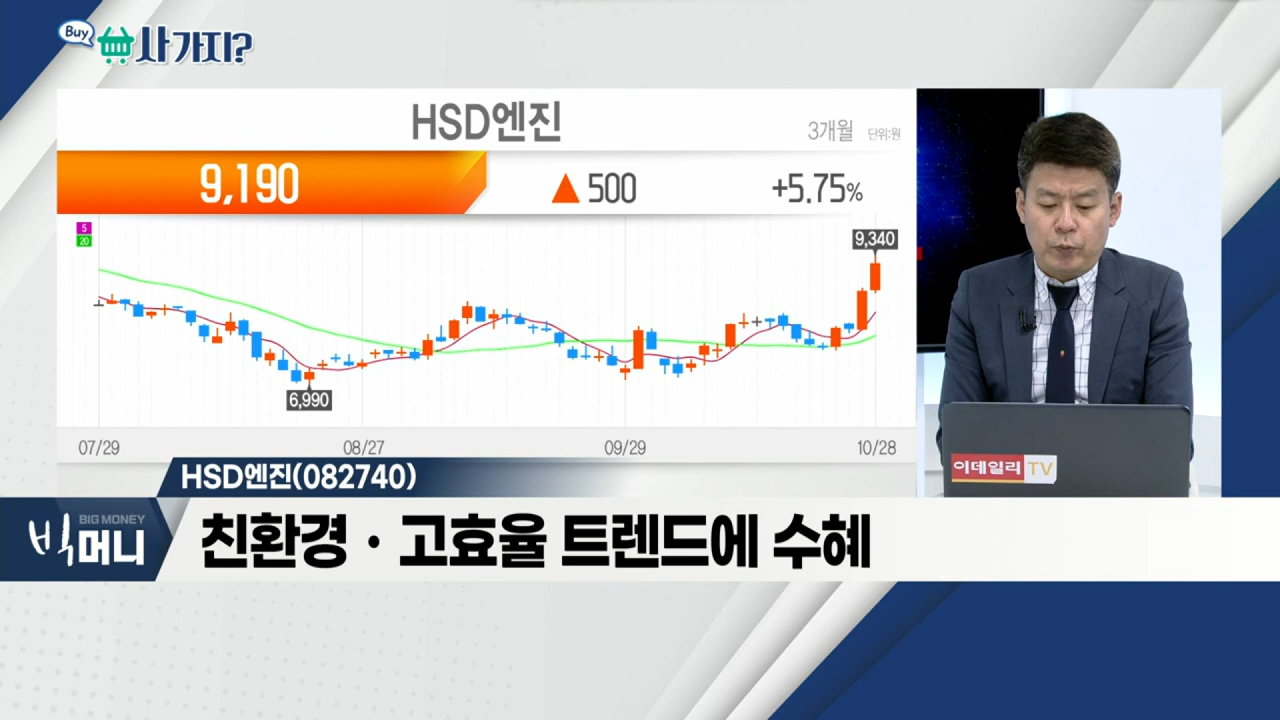 Buy 사가지?
HSD엔진
3개월 단위:원
9,190 ▲500 +5.75%
5
20
9,340
6,990
07/29 08/27 09/29 10/28
이데일리 TV
HSD엔진(082740)
BIG MONEY
빅머니
친환경 · 고효율 트렌드에 수혜